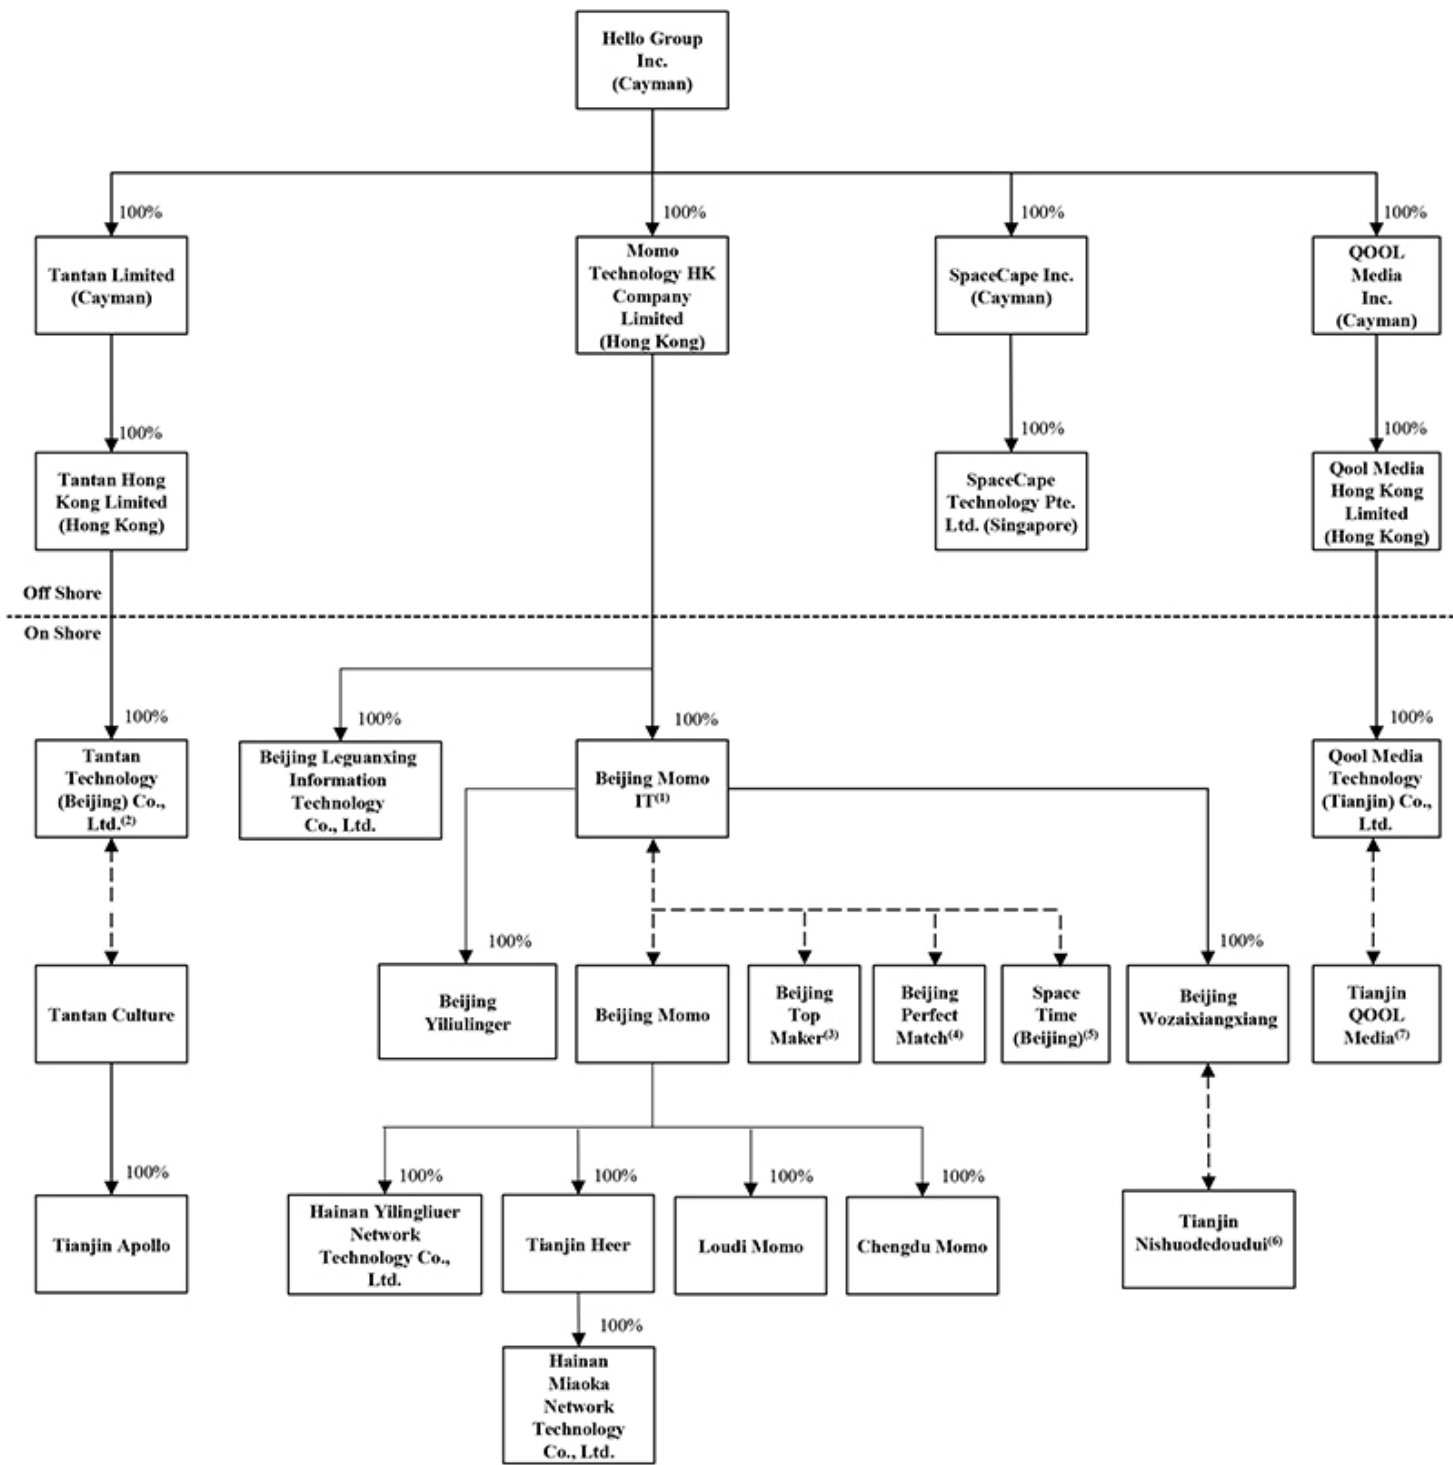 Hello Group
Inc.
(Cayman)
100%
100%
100%
100%
Tantan Limited
(Cayman)
Momo
Technology HK
Company
Limited
(Hong Kong)
SpaceCape Inc.
(Cayman)
QOOL
Media
Inc.
(Cayman)
100%
100%
100%
Tantan Hong
Kong Limited
(Hong Kong)
SpaceCape
Technology Pte.
Ltd. (Singapore)
Qool Media
Hong Kong
Limited
(Hong Kong)
Off Shore
On Shore
100%
100%
100%
100%
Tantan
Technology
(Beijing) Co.,
Ltd.(2)
Beijing Leguanxing
Information
Technology
Co., Ltd.
Beijing Momo
IT(1)
Qool Media
Technology
(Tianjin) Co.,
Ltd.
100%
100%
Tantan Culture
Beijing
Yiliulinger
Beijing Momo
Beijing
Top
Maker(3)
Beijing
Perfect
Match(4)
Space
Time
(Beijing)(5)
Beijing
Wozaixiangxiang
Tianjin
QOOL
Media(7)
100%
100%
100%
100%
100%
Tianjin Apollo
Hainan Yilingliuer
Network
Technology Co.,
Ltd.
Tianjin Heer
Loudi Momo
Chengdu Momo
Tianjin
Nishuodedoudui(6)
100%
Hainan
Miaoka
Network
Technology
Co., Ltd.